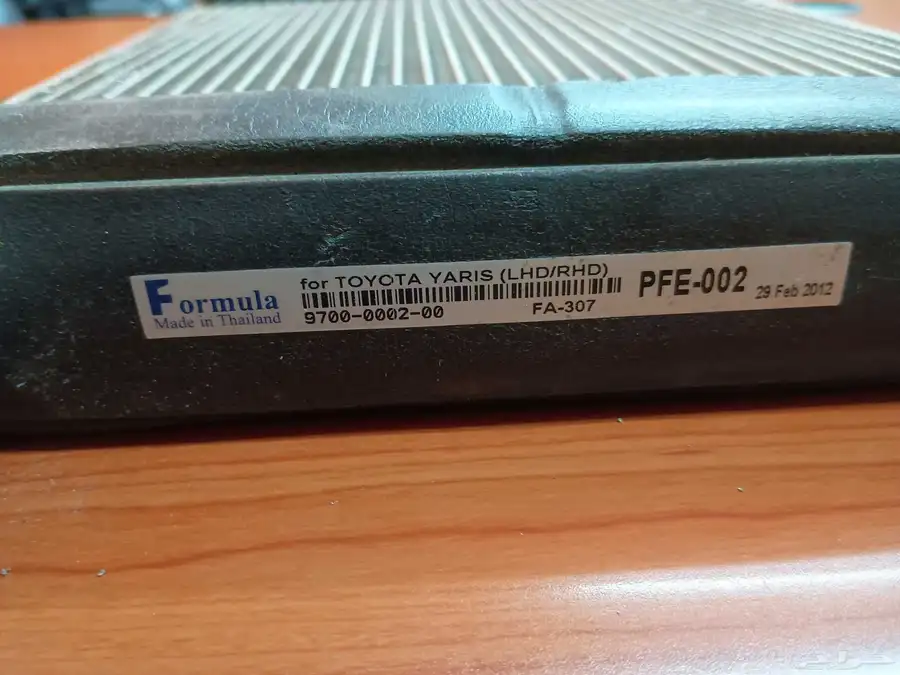 Formula
Made in Thailand
for TOYOTA YARIS (LHD/RHD)
9700-0002-00
FA-307
PFE-002
29 Feb 2012
حراج